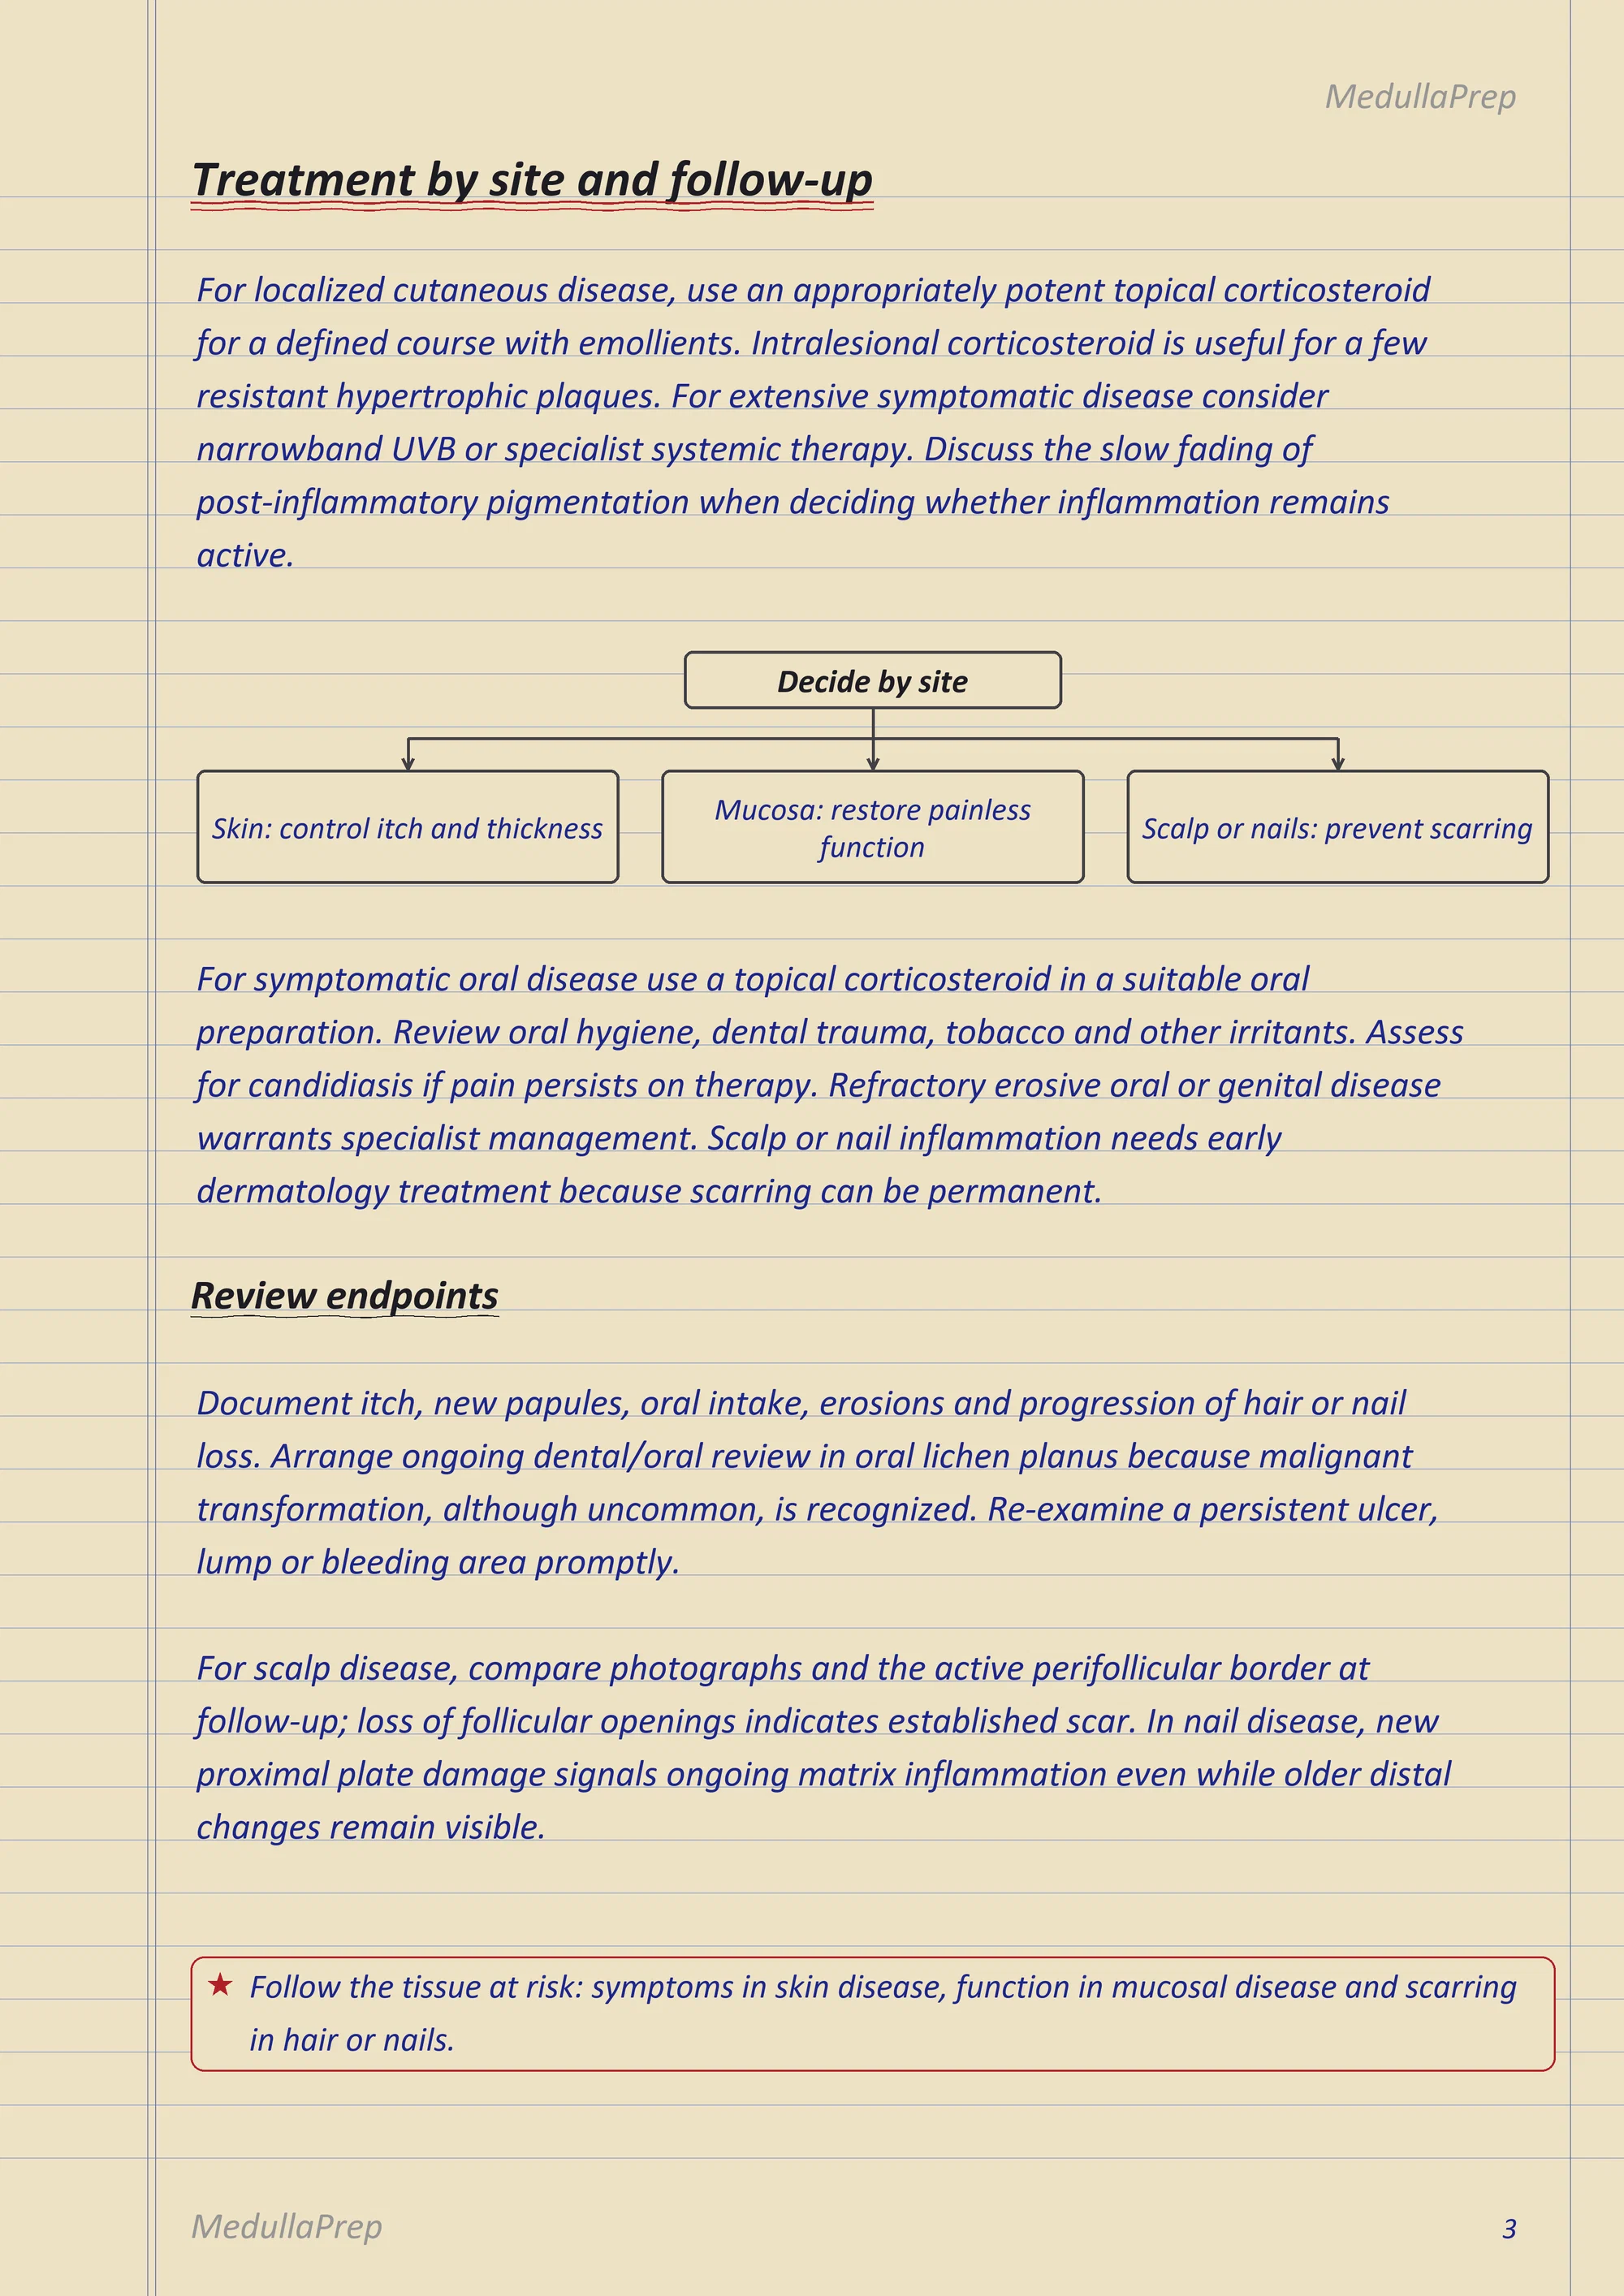 MedullaPrep
Treatment by site and follow-up
For localized cutaneous disease, use an appropriately potent topical corticosteroid
for a defined course with emollients. Intralesional corticosteroid is useful for a few
resistant hypertrophic plaques. For extensive symptomatic disease consider
narrowband UVB or specialist systemic therapy. Discuss the slow fading of
post-inflammatory pigmentation when deciding whether inflammation remains
active.
Decide by site
Skin: control itch and thickness
Mucosa: restore painless
function
Scalp or nails: prevent scarring
For symptomatic oral disease use a topical corticosteroid in a suitable oral
preparation. Review oral hygiene, dental trauma, tobacco and other irritants. Assess
for candidiasis if pain persists on therapy. Refractory erosive oral or genital disease
warrants specialist management. Scalp or nail inflammation needs early
dermatology treatment because scarring can be permanent.
Review endpoints
Document itch, new papules, oral intake, erosions and progression of hair or nail
loss. Arrange ongoing dental/oral review in oral lichen planus because malignant
transformation, although uncommon, is recognized. Re-examine a persistent ulcer,
lump or bleeding area promptly.
For scalp disease, compare photographs and the active perifollicular border at
follow-up; loss of follicular openings indicates established scar. In nail disease, new
proximal plate damage signals ongoing matrix inflammation even while older distal
changes remain visible.
★ Follow the tissue at risk: symptoms in skin disease, function in mucosal disease and scarring
in hair or nails.
MedullaPrep
3